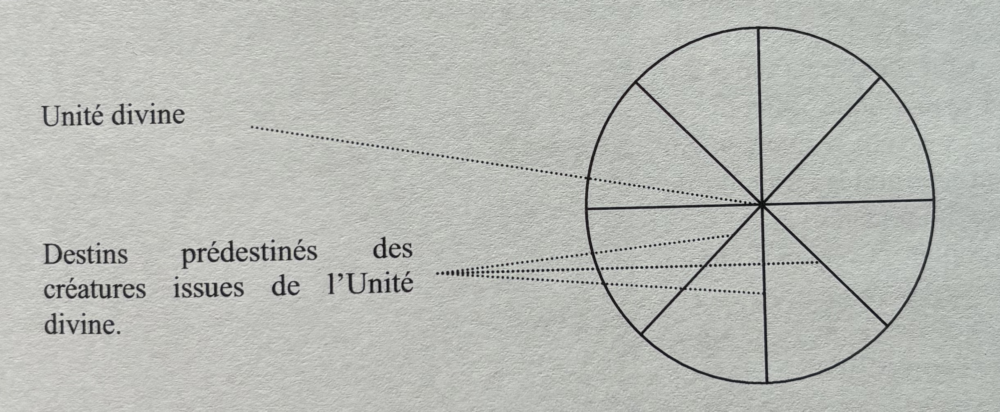 Unité divine
Destins prédestinés des
créatures issues de l’Unité
divine.